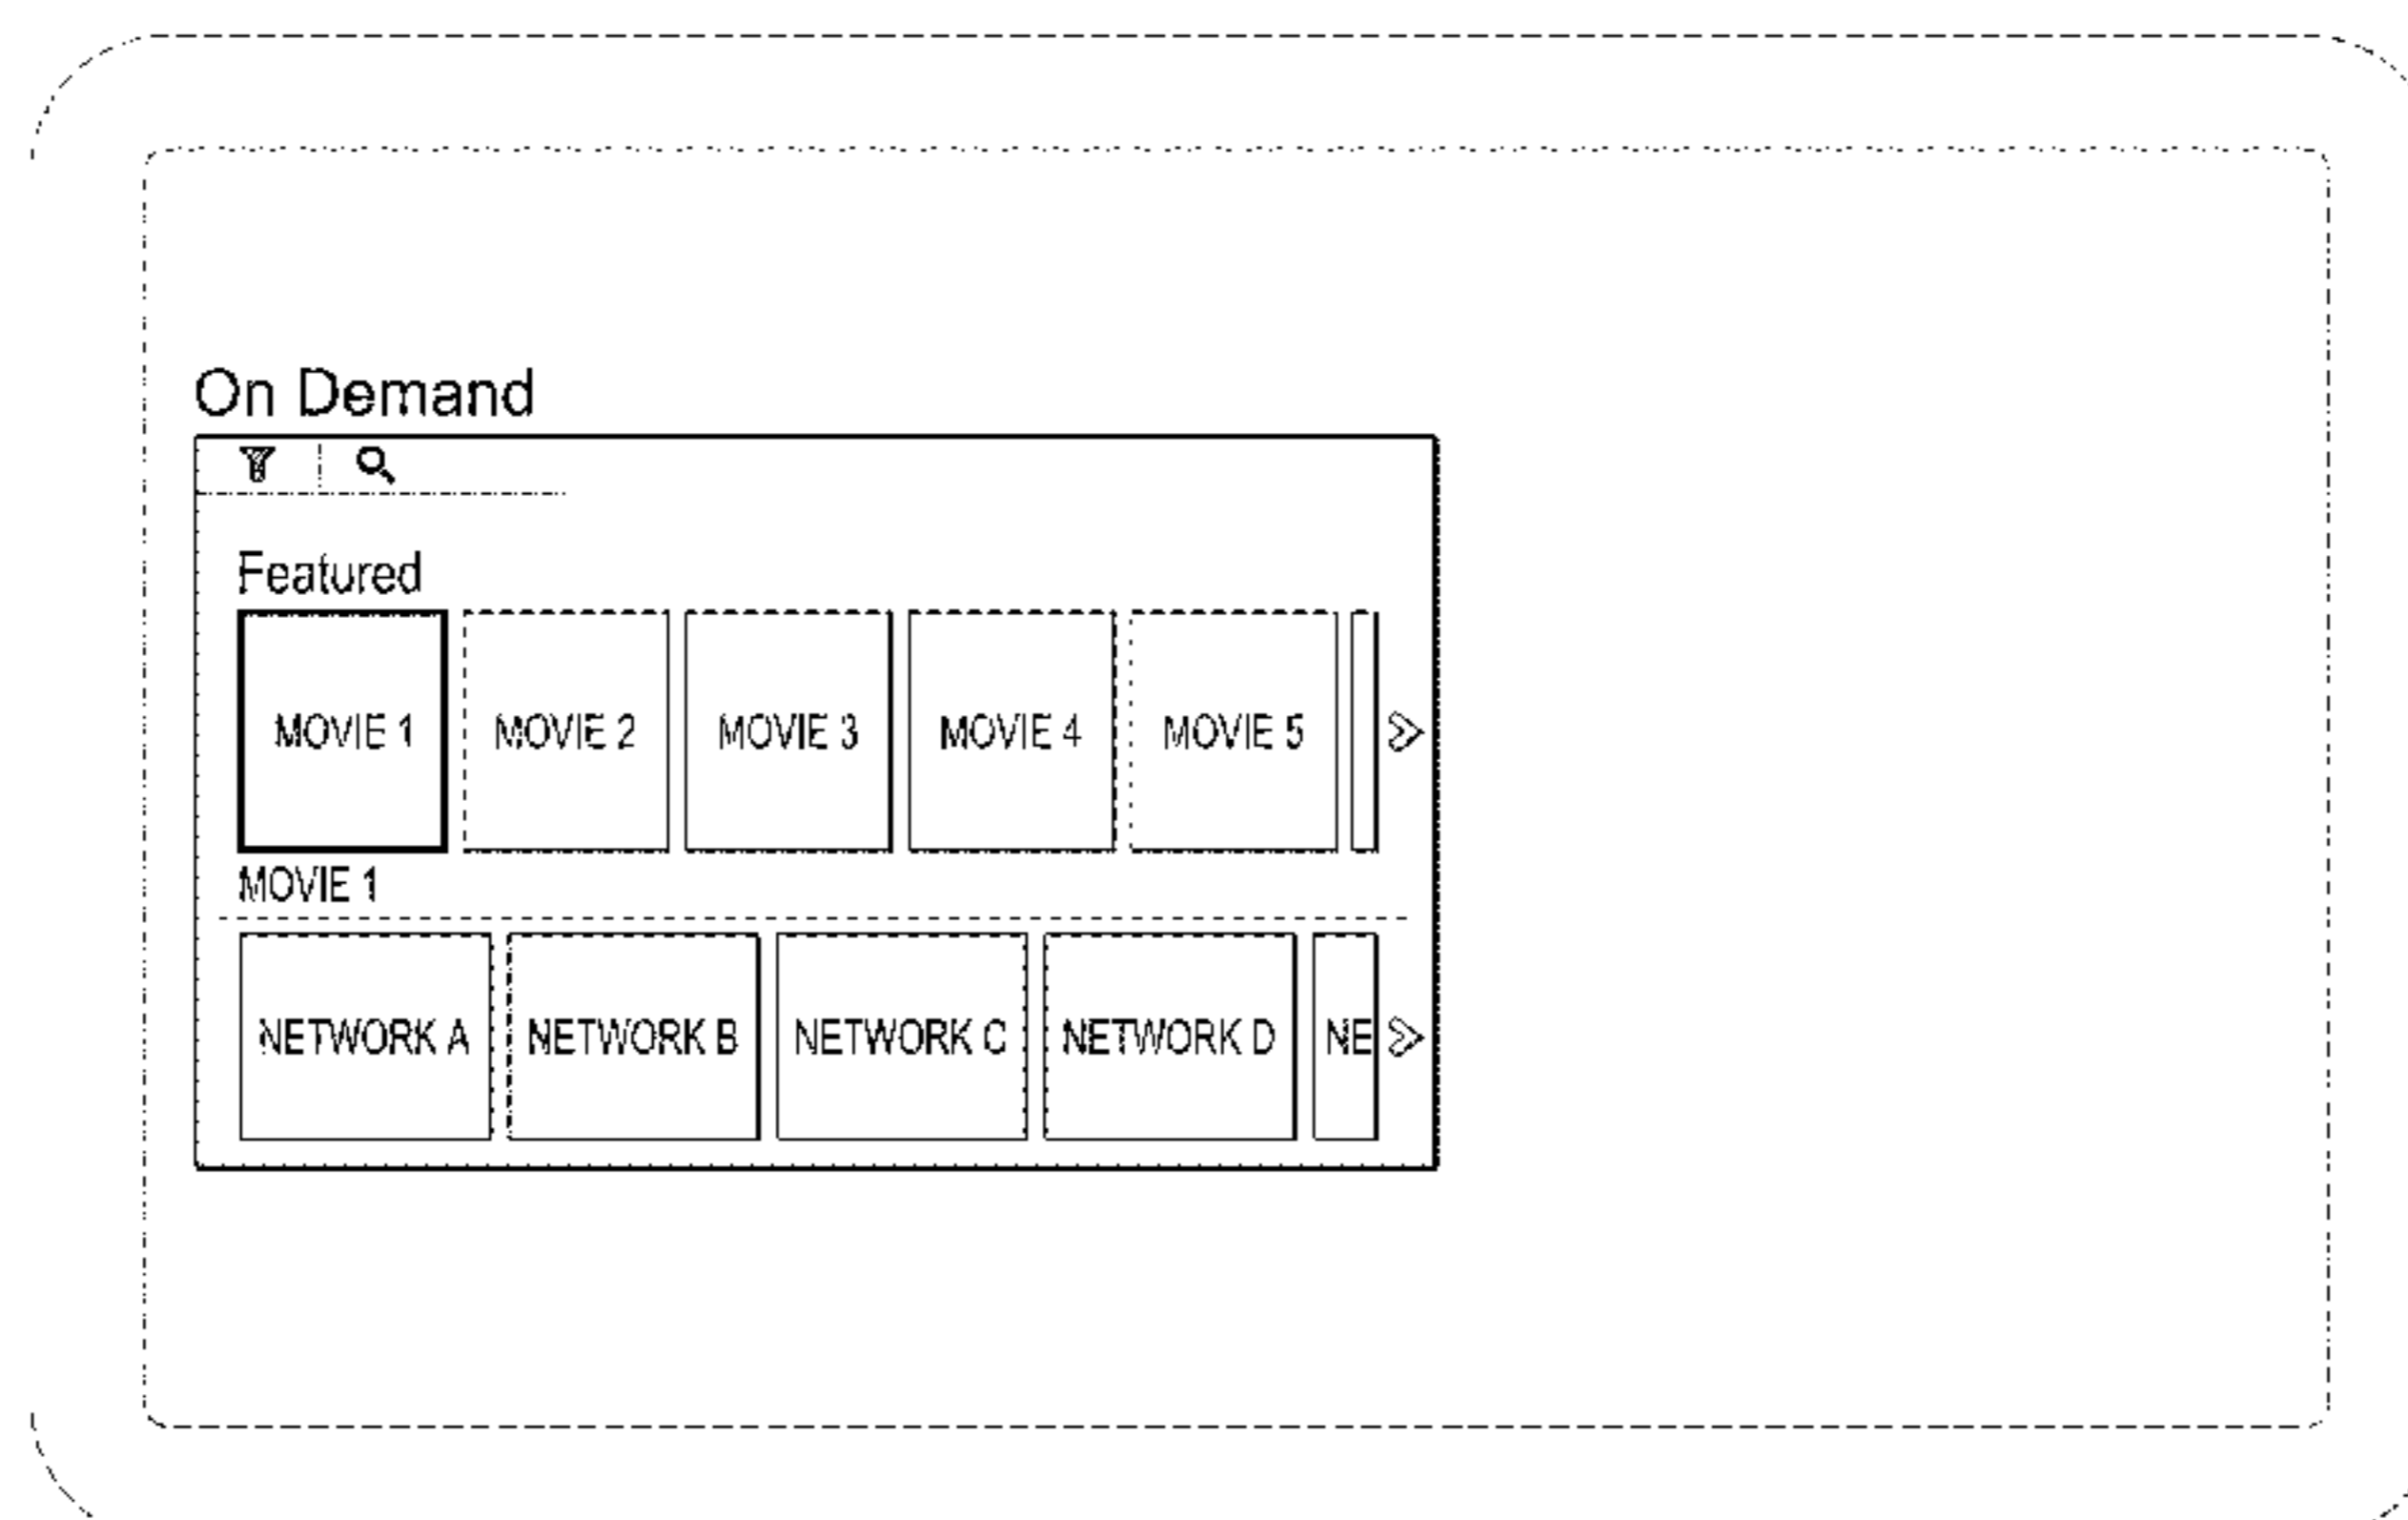 On Demand
Featured
MOVIE 1 MOVIE 2 MOVIE 3 MOVIE 4 MOVIE 5
MOVIE 1
NETWORK A NETWORK B NETWORK C NETWORK D NE